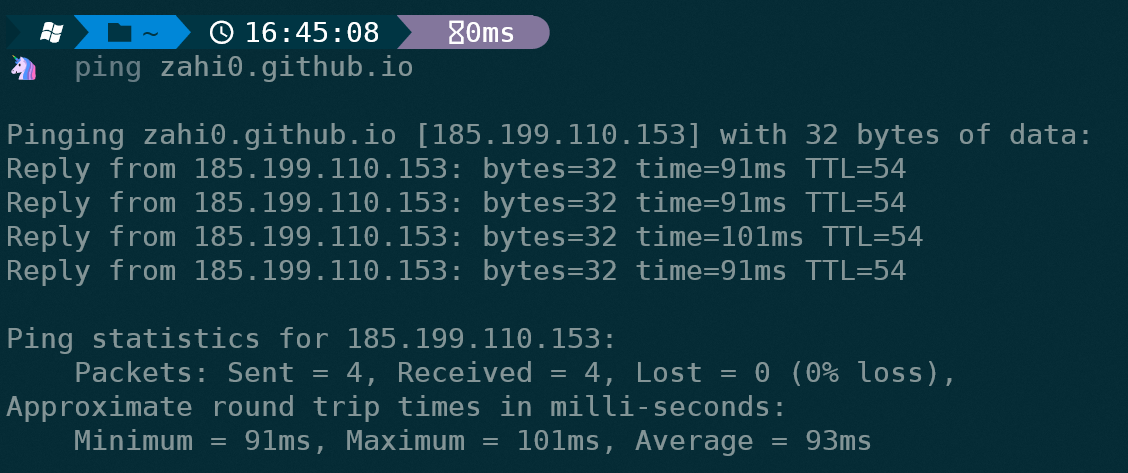 ~ 16:45:08 0ms
ping zahi0.github.io
Pinging zahi0.github.io [185.199.110.153] with 32 bytes of data:
Reply from 185.199.110.153: bytes=32 time=91ms TTL=54
Reply from 185.199.110.153: bytes=32 time=91ms TTL=54
Reply from 185.199.110.153: bytes=32 time=101ms TTL=54
Reply from 185.199.110.153: bytes=32 time=91ms TTL=54
Ping statistics for 185.199.110.153:
Packets: Sent = 4, Received = 4, Lost = 0 (0% loss),
Approximate round trip times in milli-seconds:
Minimum = 91ms, Maximum = 101ms, Average = 93ms